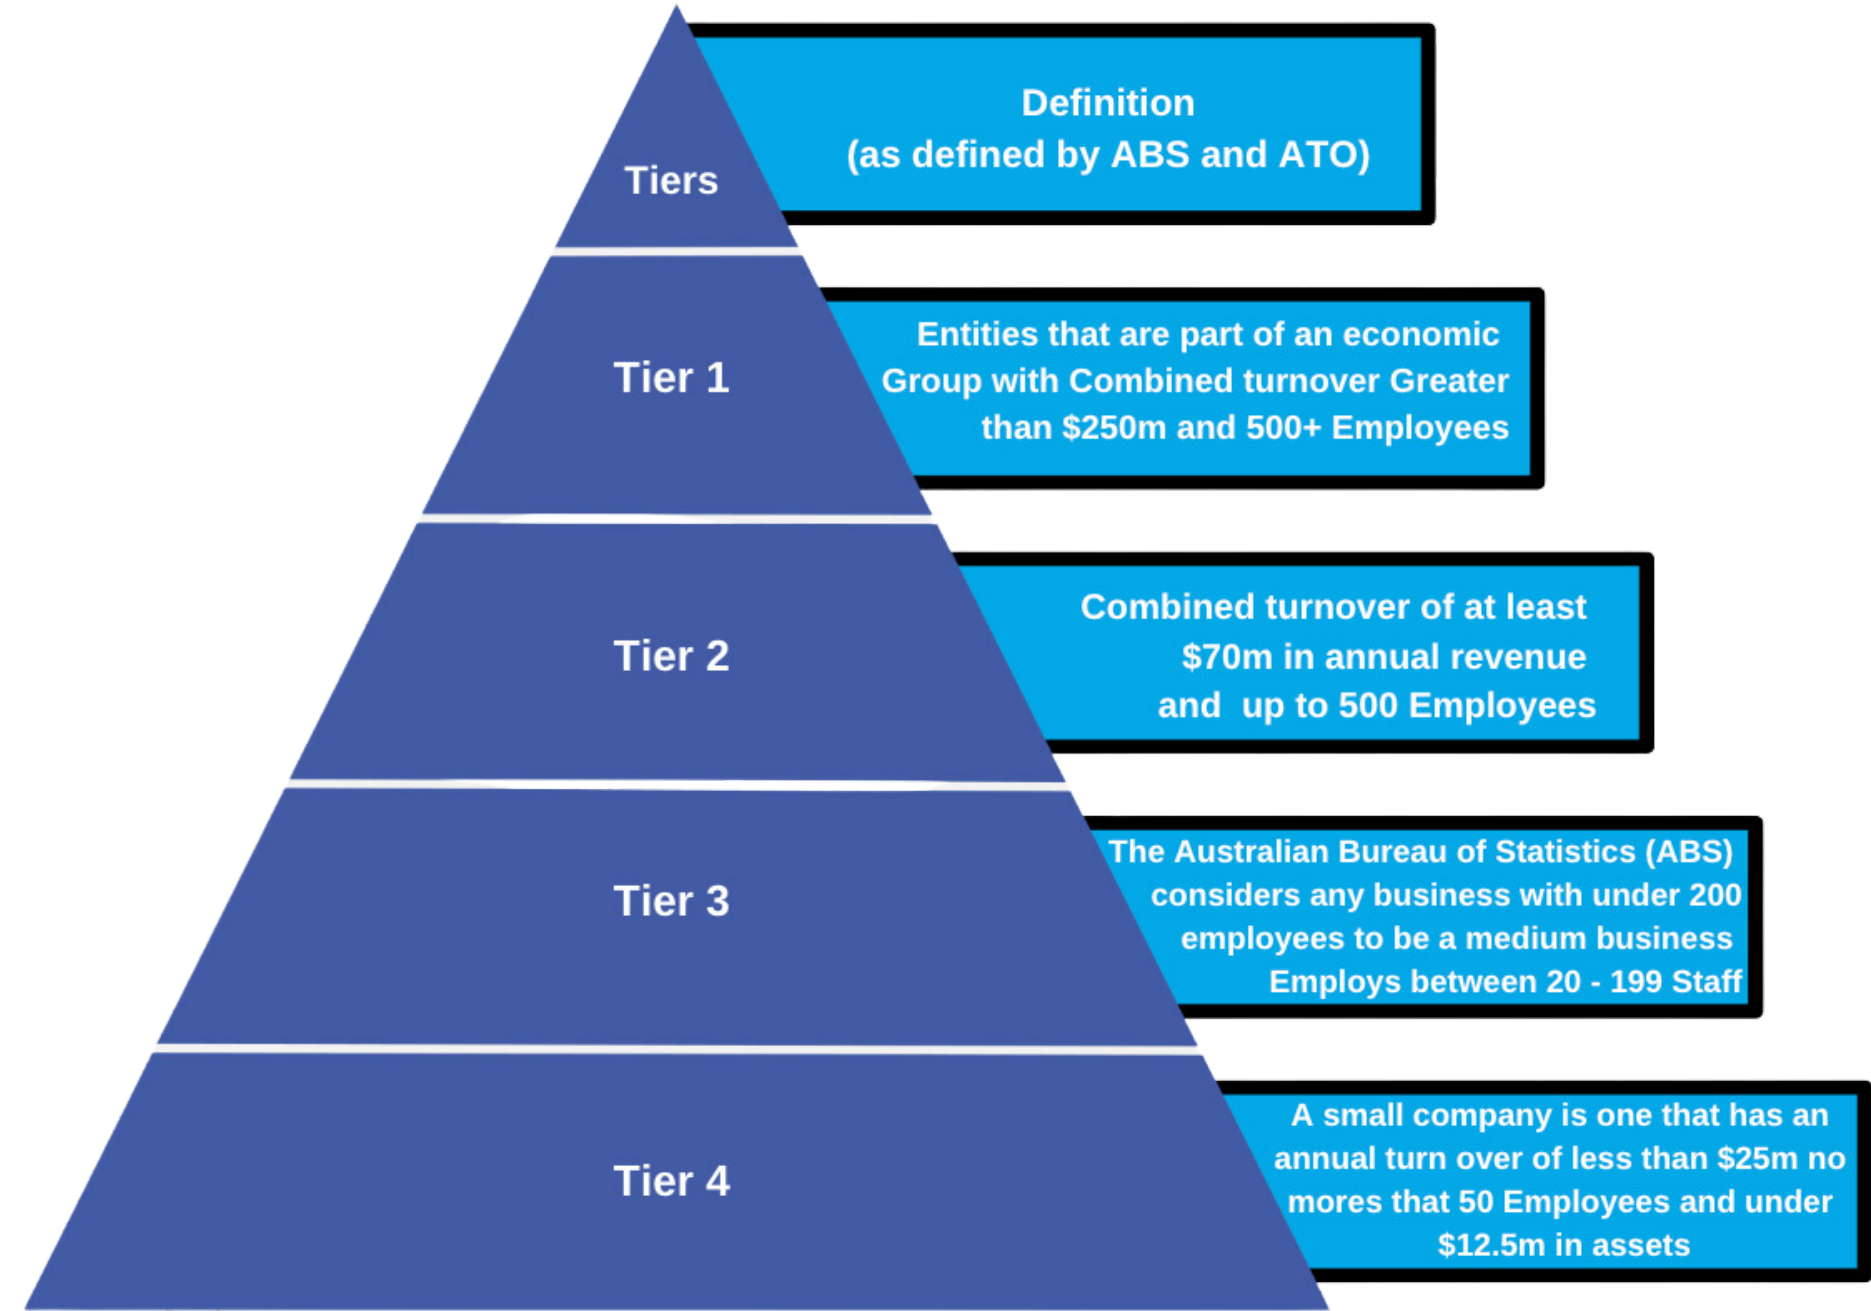 Tiers
Definition
(as defined by ABS and ATO)
Tier 1
Entities that are part of an economic
Group with Combined turnover Greater
than $250m and 500+ Employees
Tier 2
Combined turnover of at least
$70m in annual revenue
and  up to 500 Employees
Tier 3
The Australian Bureau of Statistics (ABS)
considers any business with under 200
employees to be a medium business
Employs between 20 - 199 Staff
Tier 4
A small company is one that has an
annual turn over of less than $25m no
mores that 50 Employees and under
$12.5m in assets